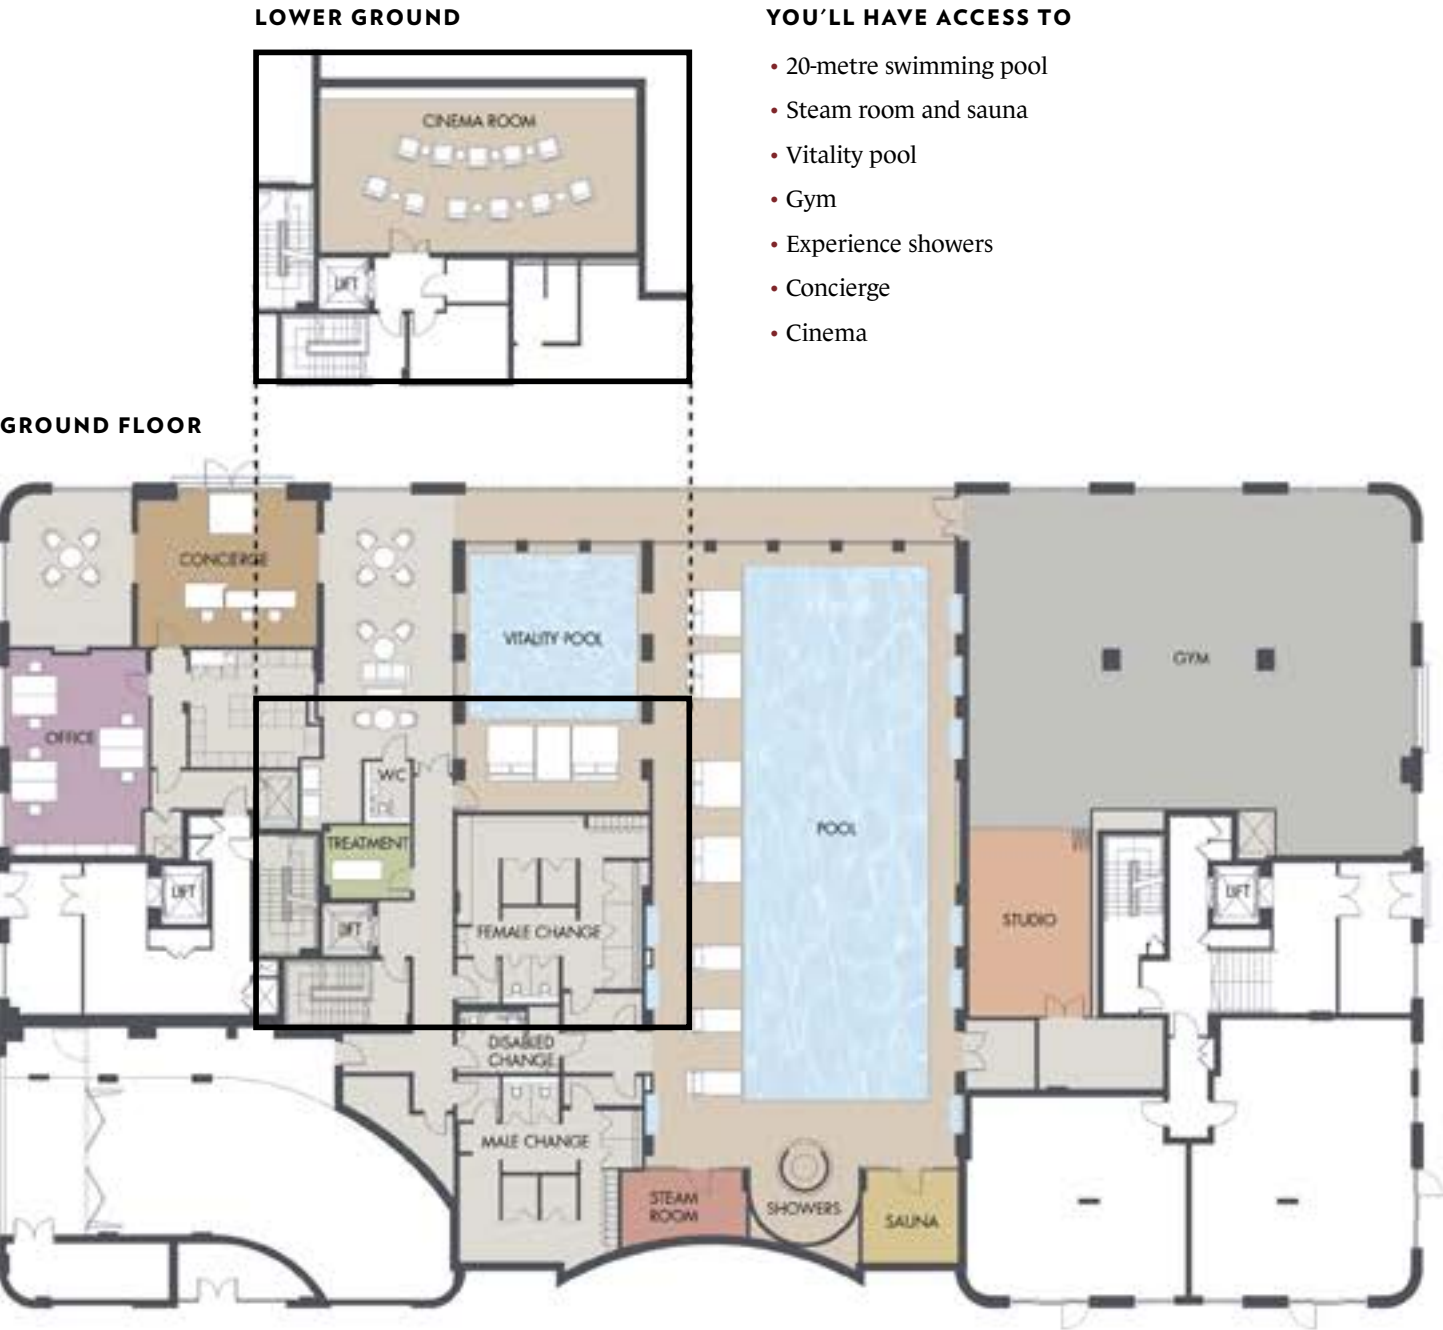 LOWER GROUND
YOU’LL HAVE ACCESS TO
• 20-metre swimming pool
• Steam room and sauna
• Vitality pool
• Gym
• Experience showers
• Concierge
• Cinema
CINEMA ROOM
LIFT
GROUND FLOOR
CONCIERGE
VITALITY POOL
GYM
OFFICE
WC
TREATMENT
POOL
LIFT
LIFT
FEMALE CHANGE
STUDIO
LIFT
DISABLED
CHANGE
MALE CHANGE
STEAM
ROOM
SHOWERS
SAUNA